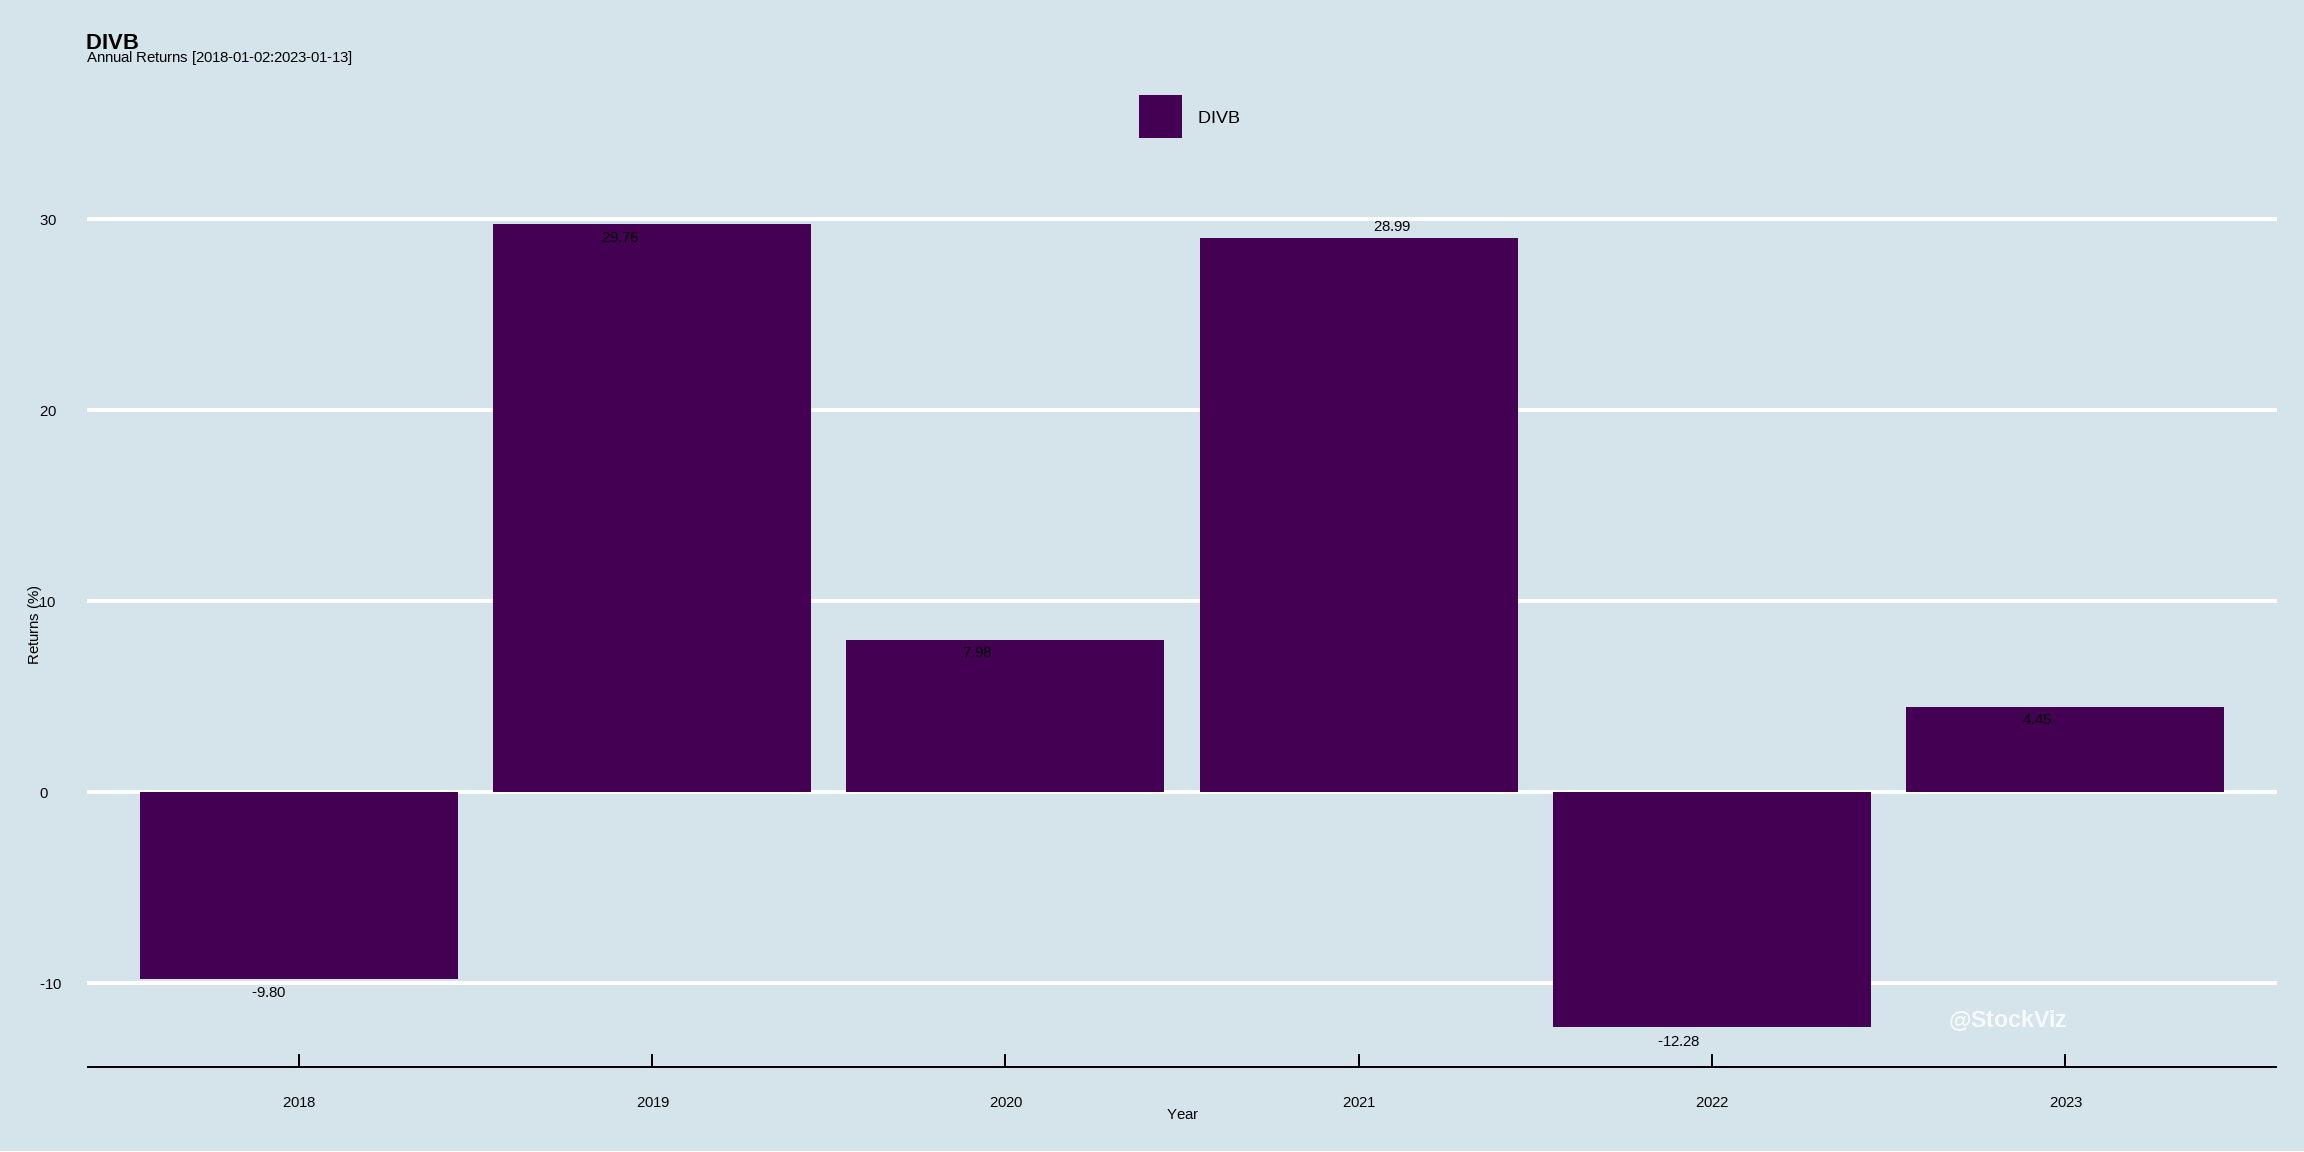 DIVB
Annual Returns [2018-01-02:2023-01-13]
DIVB
30
28.99
29.76
20
10
Returns (%)
7.98
4.45
0
-10
-9.80
@StockViz
-12.28
2018 2019 2020 2021 2022 2023
Year